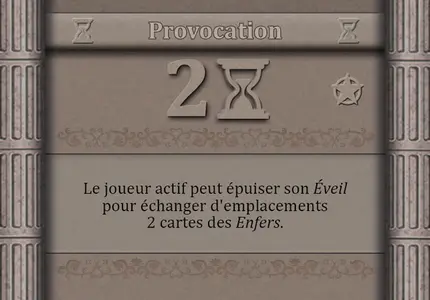 Provocation
2
Le joueur actif peut épuiser son Éveil
pour échanger d'emplacements
2 cartes des Enfers.